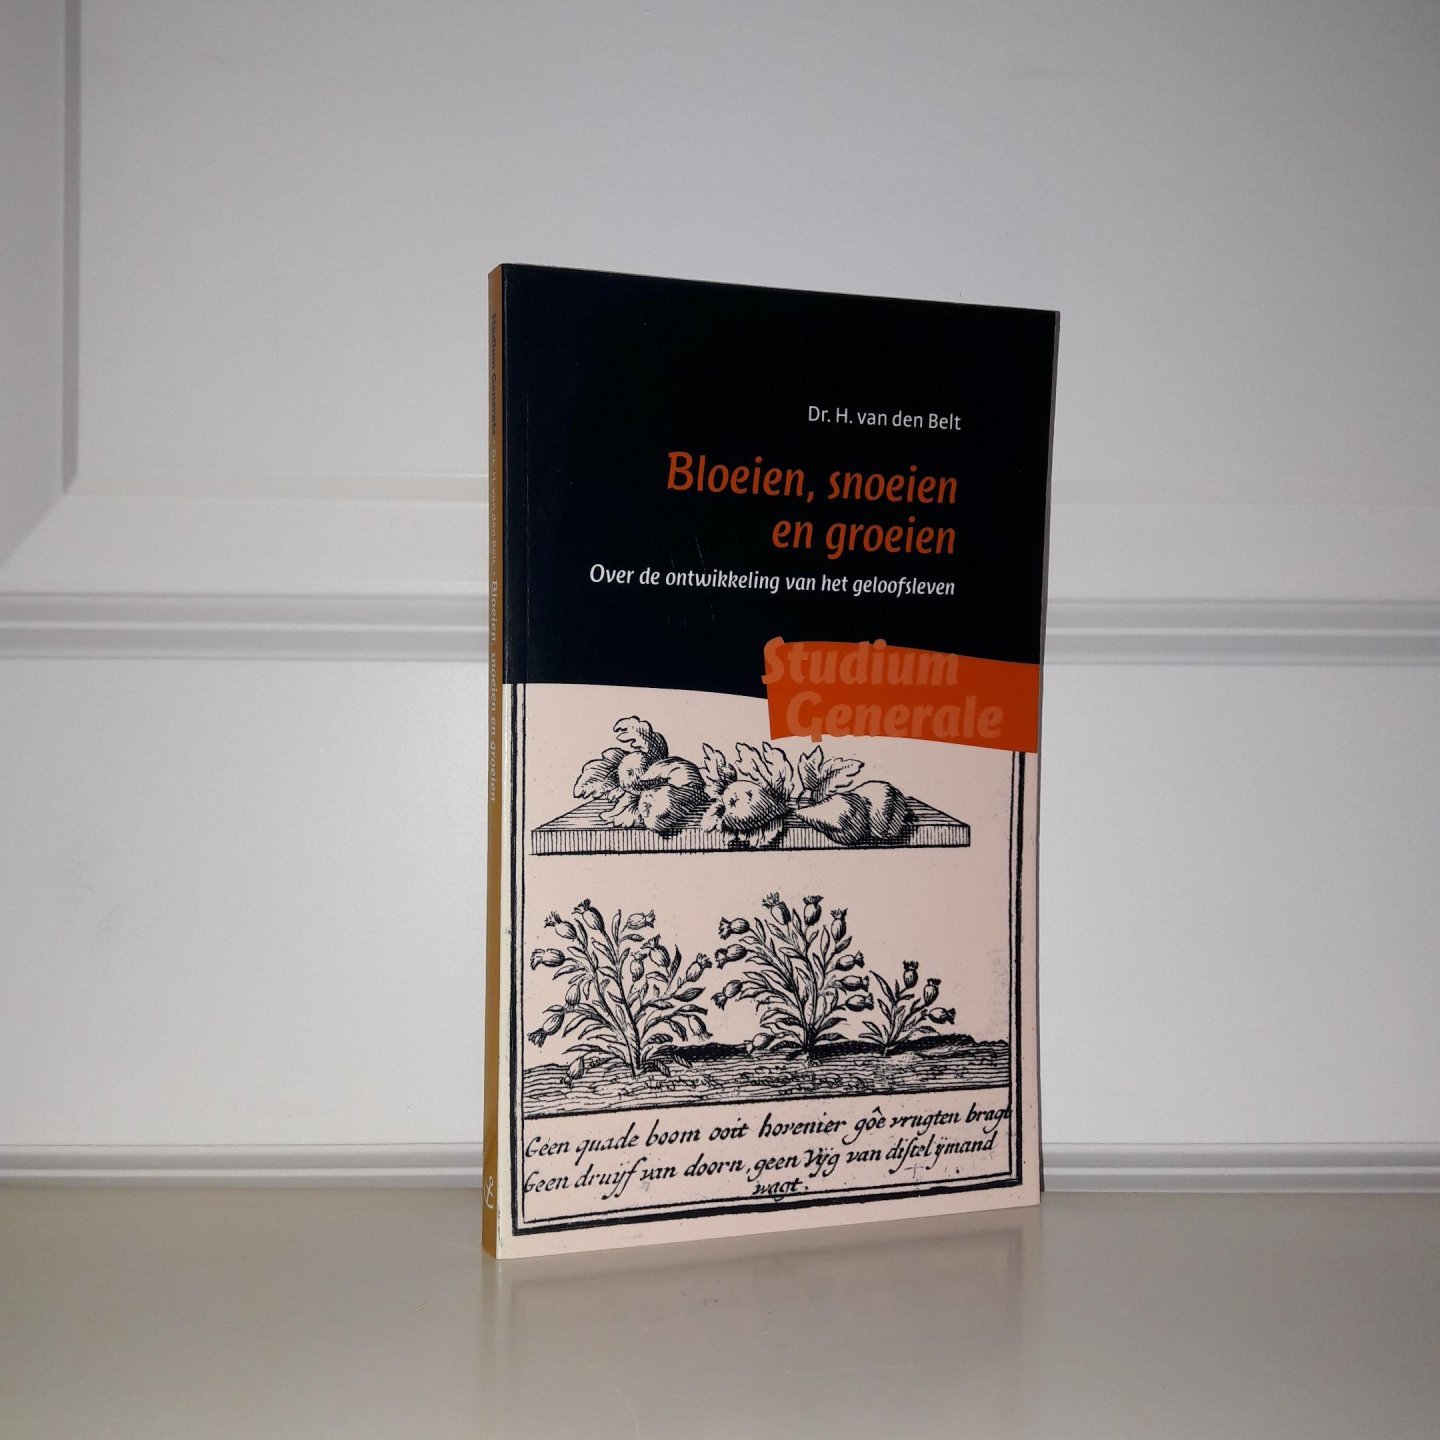 Dr. H. van den Belt
Bloeien, snoeien
en groeien
Over de ontwikkeling van het geloofsleven
Studium
Generale
Geen quade boom ooit hovenier gôe vrugten bragt
Geen druijf van doorn, geen Vÿg van distel ÿmand
wagt.
Studium Generale • Dr. H. van den Belt • Bloeien, snoeien en groeien